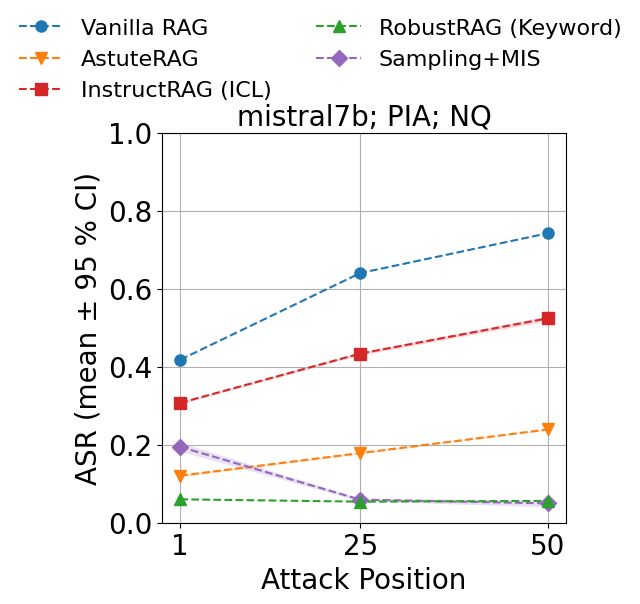 Vanilla RAG
AstuteRAG
InstructRAG (ICL)
RobustRAG (Keyword)
Sampling+MIS
mistral7b; PIA; NQ
ASR (mean ± 95 % CI)
1.0
0.8
0.6
0.4
0.2
0.0
1 25 50
Attack Position